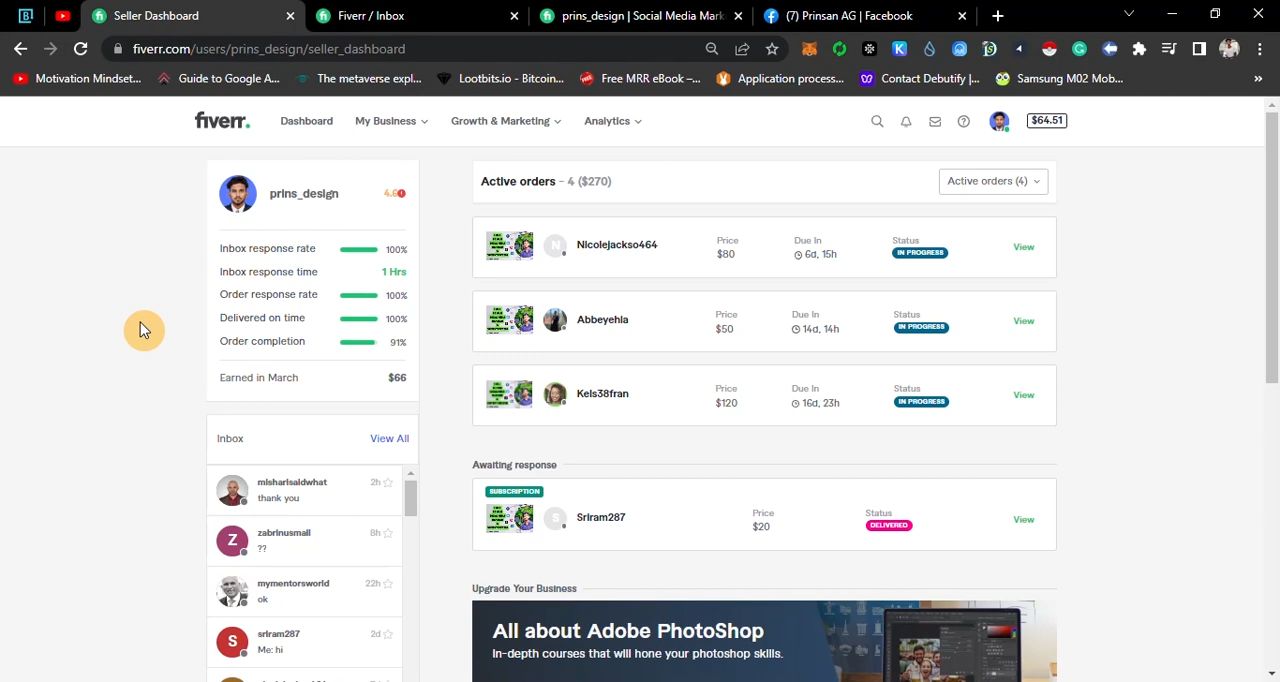 Seller Dashboard
Fiverr / Inbox
prins_design | Social Media Mark
(7) Prinsan AG | Facebook
fiverr.com/users/prins_design/seller_dashboard
Motivation Mindset...
Guide to Google A...
The metaverse expl...
Lootbits.io - Bitcoin...
Free MRR eBook –...
Application process...
Contact Debutify |...
Samsung M02 Mob...
»
fiverr.
Dashboard
My Business
Growth & Marketing
Analytics
$64.51
prins_design
Inbox response rate
100%
Inbox response time
1 Hrs
Order response rate
100%
Delivered on time
100%
Order completion
91%
Earned in March
$66
Inbox
View All
misharisaldwhat
2h
thank you
Z
zabrinusmall
8h
??
mymentorsworld
22h
ok
S
sriram287
2d
Me: hi
Active orders - 4 ($270)
Active orders (4)
N
Nicolejackso464
Price
$80
Due In
6d, 15h
Status
IN PROGRESS
View
Abbeyehla
Price
$50
Due In
14d, 14h
Status
IN PROGRESS
View
Kels38fran
Price
$120
Due In
16d, 23h
Status
IN PROGRESS
View
Awaiting response
SUBSCRIPTION
S
Sriram287
Price
$20
Status
DELIVERED
View
Upgrade Your Business
All about Adobe PhotoShop
In-depth courses that will hone your photoshop skills.